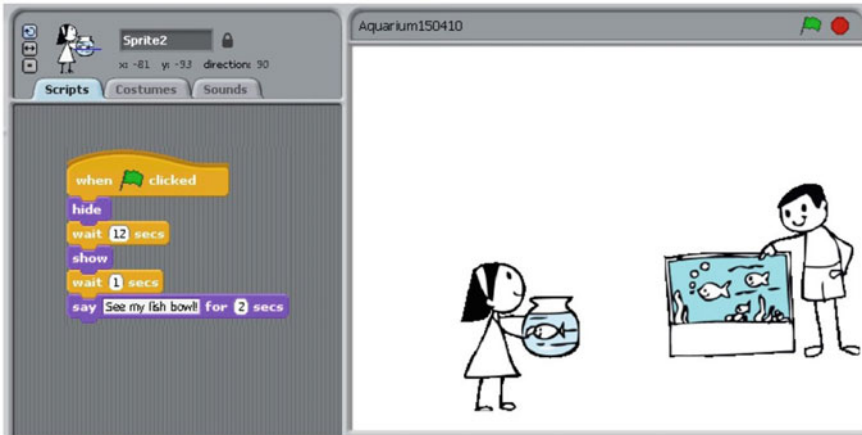 Sprite2
x: -81 y: -93 direction: 90
Scripts Costumes Sounds
when clicked
hide
wait 12 secs
show
wait 1 secs
say See my fish bowl! for 2 secs
Aquarium150410